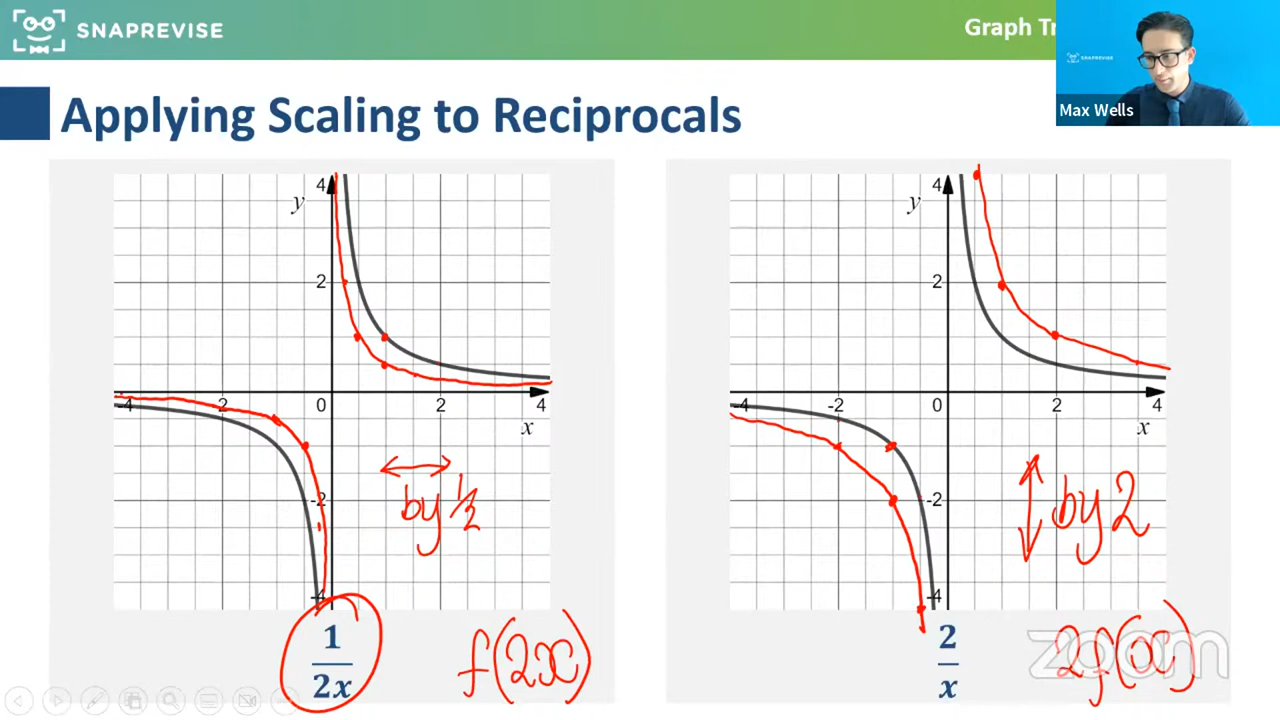 SNAPREVISE
Graph Tr
SNAPREVISE
Max Wells
Applying Scaling to Reciprocals
4
y
2
-4
-2
0
2
4
x
-2
-4
by 1/2
1
2x
f(2x)
4
y
2
-4
-2
0
2
4
x
-2
-4
by 2
2
x
zoom
2f(x)